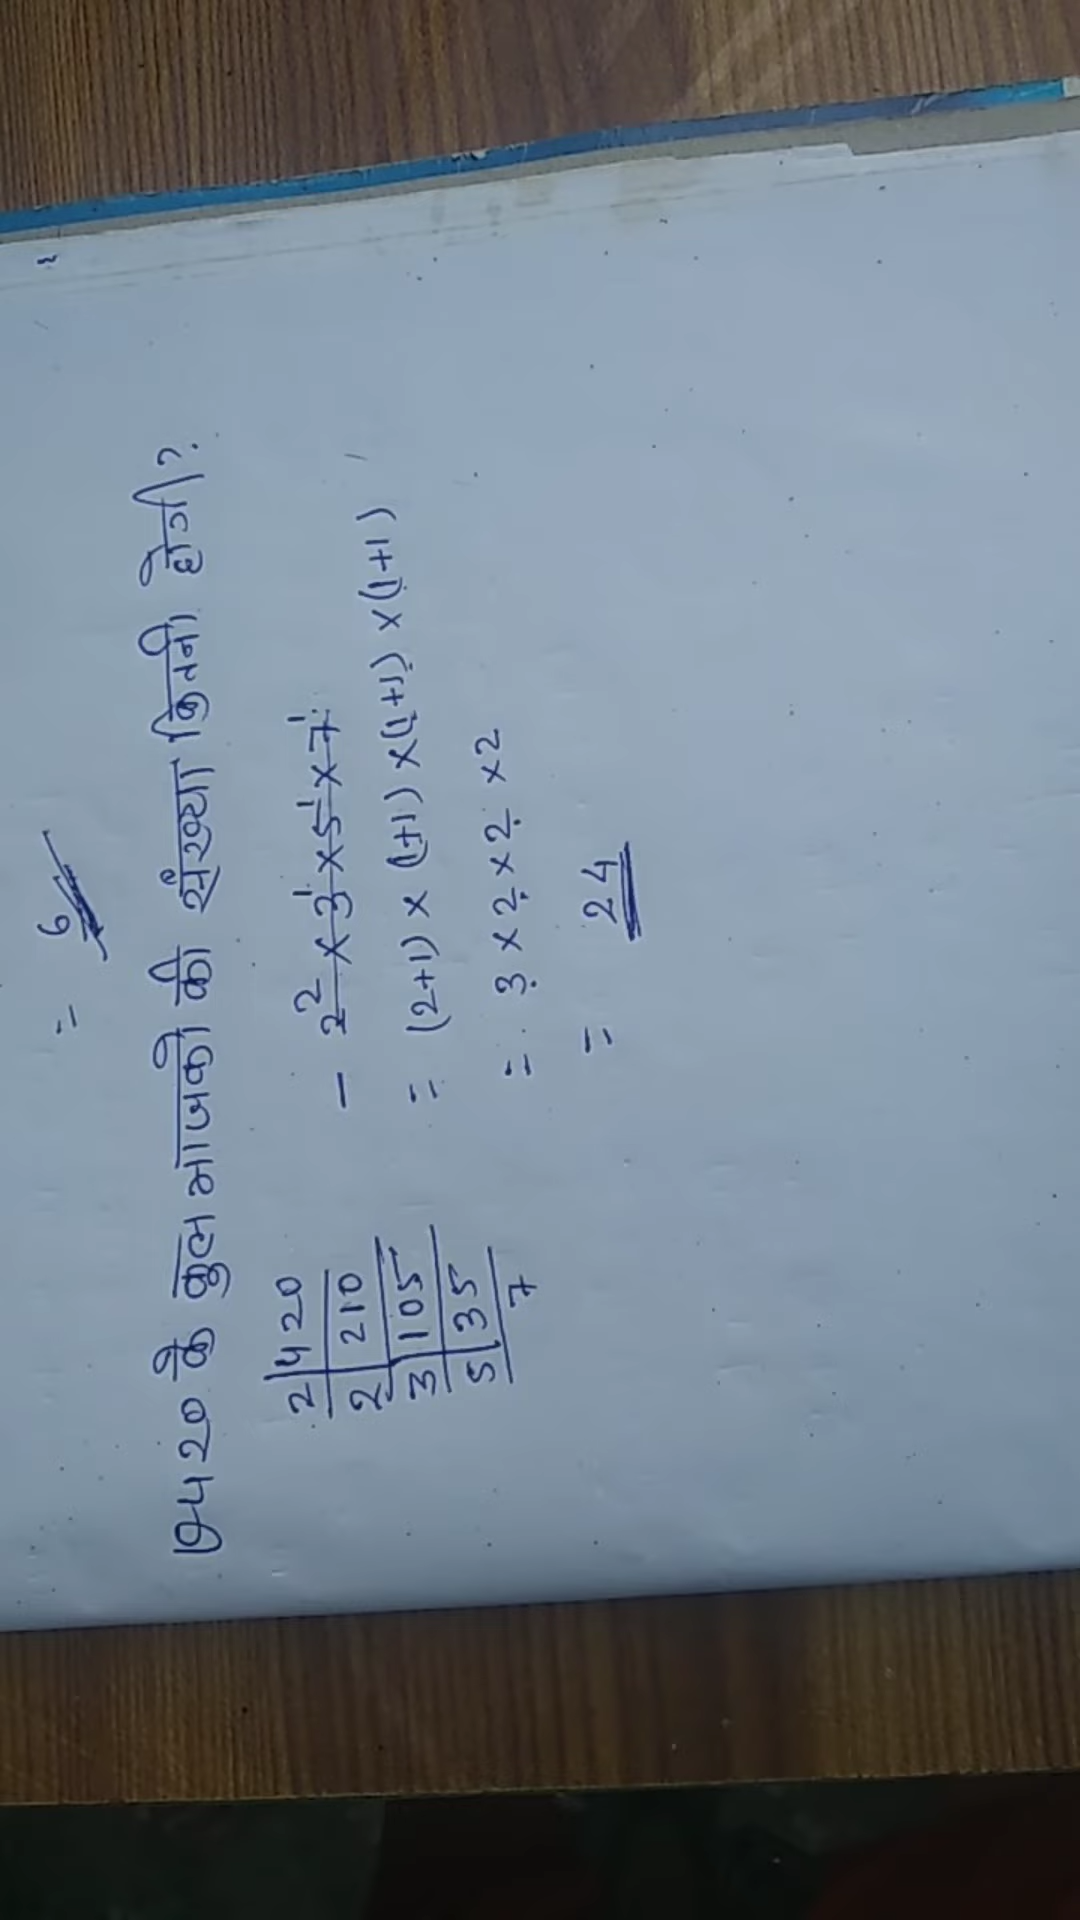 = 6
Q 420 के कुल भाजको की संख्या कितनी होगी?
2|420 - 2² × 3¹ × 5¹ × 7¹
2|210 = (2+1) × (1+1) × (1+1) × (1+1)
3|105 = 3 × 2 × 2 × 2
5|35
7
= 24